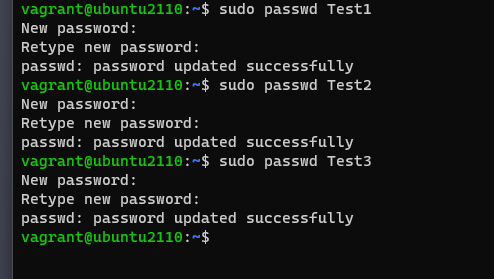 vagrant@ubuntu2110:~$ sudo passwd Test1
New password:
Retype new password:
passwd: password updated successfully
vagrant@ubuntu2110:~$ sudo passwd Test2
New password:
Retype new password:
passwd: password updated successfully
vagrant@ubuntu2110:~$ sudo passwd Test3
New password:
Retype new password:
passwd: password updated successfully
vagrant@ubuntu2110:~$